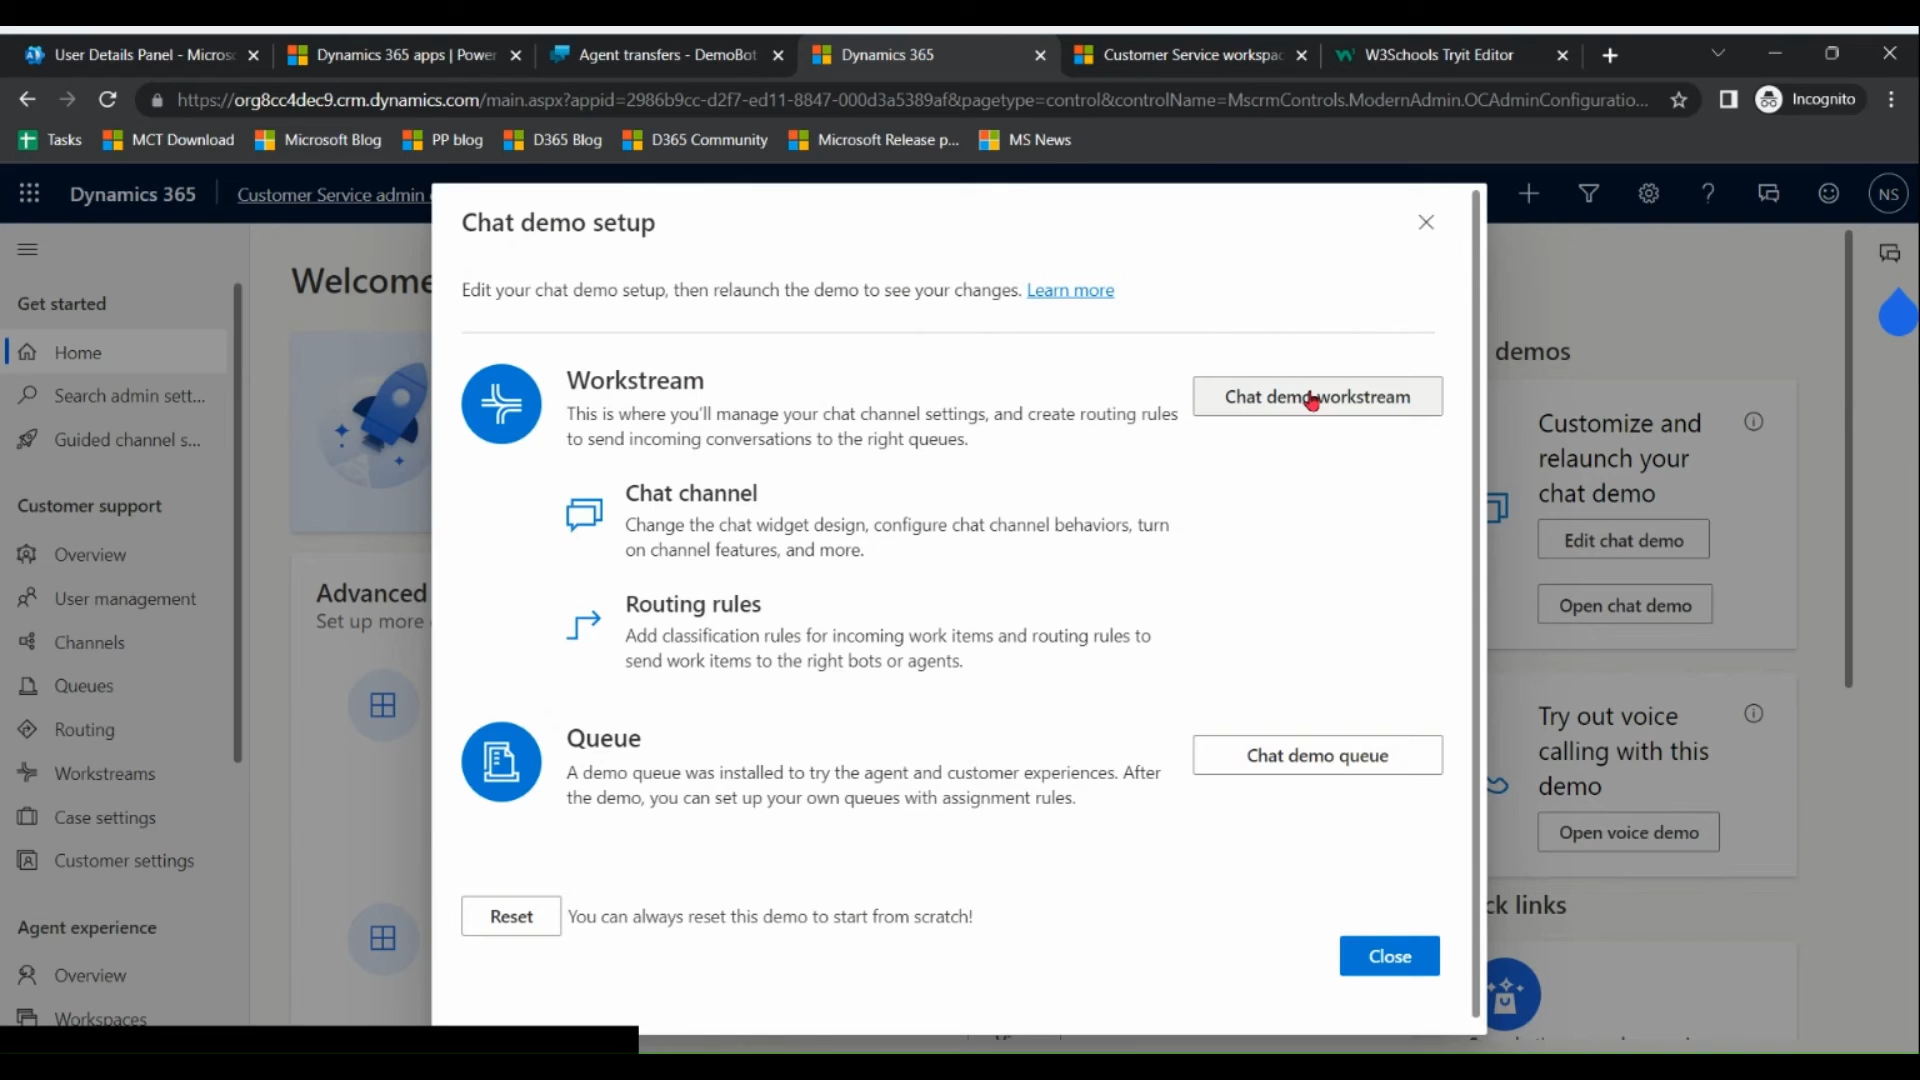 User Details Panel - Micros
Dynamics 365 apps | Power
Agent transfers - DemoBot
Dynamics 365
Customer Service workspac
W3Schools Tryit Editor
https://org8cc4dec9.crm.dynamics.com/main.aspx?appid=2986b9cc-d2f7-ed11-8847-000d3a5389af&pagetype=control&controlName=MscrmControls.ModernAdmin.OCAdminConfiguratio...
Incognito
Tasks
MCT Download
Microsoft Blog
PP blog
D365 Blog
D365 Community
Microsoft Release p...
MS News
Dynamics 365
Customer Service admin
NS
Get started
Home
Search admin sett...
Guided channel s...
Customer support
Overview
User management
Channels
Queues
Routing
Workstreams
Case settings
Customer settings
Agent experience
Overview
Workspaces
Welcome
Advanced
Set up more
Chat demo setup
Edit your chat demo setup, then relaunch the demo to see your changes. Learn more
Workstream
This is where you'll manage your chat channel settings, and create routing rules
to send incoming conversations to the right queues.
Chat demo workstream
Chat channel
Change the chat widget design, configure chat channel behaviors, turn
on channel features, and more.
Routing rules
Add classification rules for incoming work items and routing rules to
send work items to the right bots or agents.
Queue
A demo queue was installed to try the agent and customer experiences. After
the demo, you can set up your own queues with assignment rules.
Chat demo queue
Reset
You can always reset this demo to start from scratch!
Close
demos
Customize and
relaunch your
chat demo
Edit chat demo
Open chat demo
Try out voice
calling with this
demo
Open voice demo
ck links